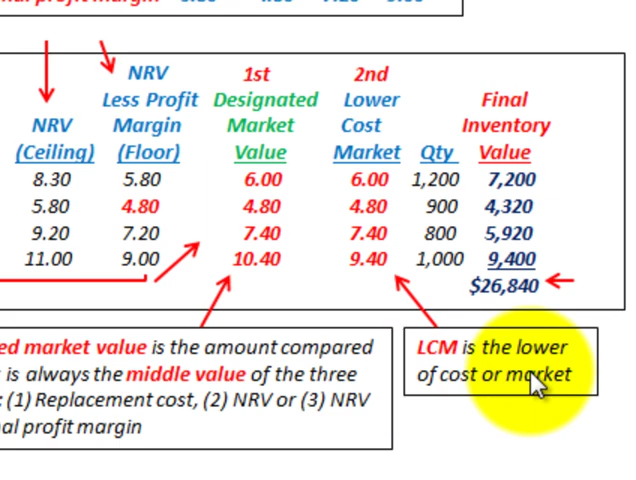 NRV 1st 2nd
Less Profit Designated Lower Final
NRV Margin Market Cost Inventory
(Ceiling) (Floor) Value Market Qty Value
8.30 5.80 6.00 6.00 1,200 7,200
5.80 4.80 4.80 4.80 900 4,320
9.20 7.20 7.40 7.40 800 5,920
11.00 9.00 10.40 9.40 1,000 9,400
$26,840
ed market value is the amount compared
is always the middle value of the three
: (1) Replacement cost, (2) NRV or (3) NRV
al profit margin
LCM is the lower
of cost or market